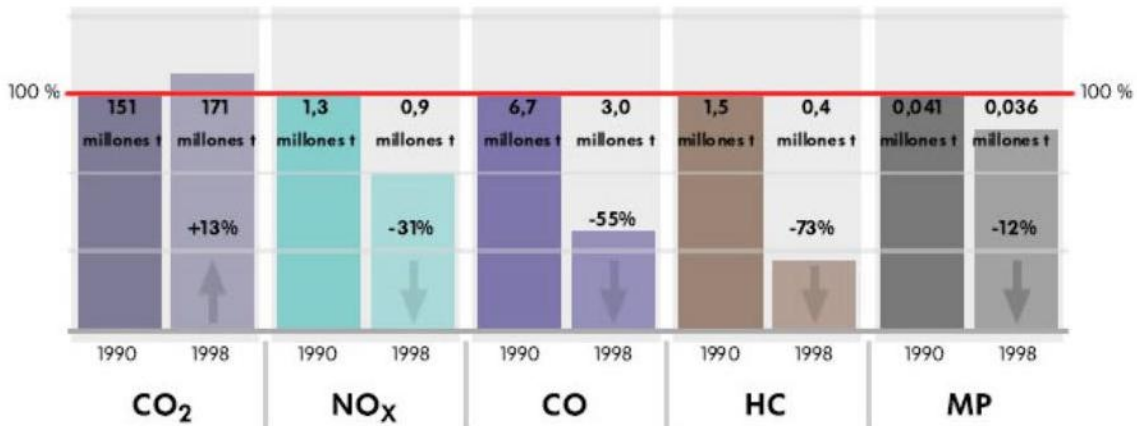 100 % 100 %
151 171 1,3 0,9 6,7 3,0 1,5 0,4 0,041 0,036
millones t millones t millones t millones t millones t millones t millones t millones t millones t millones t
+13% -31% -55% -73% -12%
1990 1998 1990 1998 1990 1998 1990 1998 1990 1998
CO₂ NOX CO HC MP